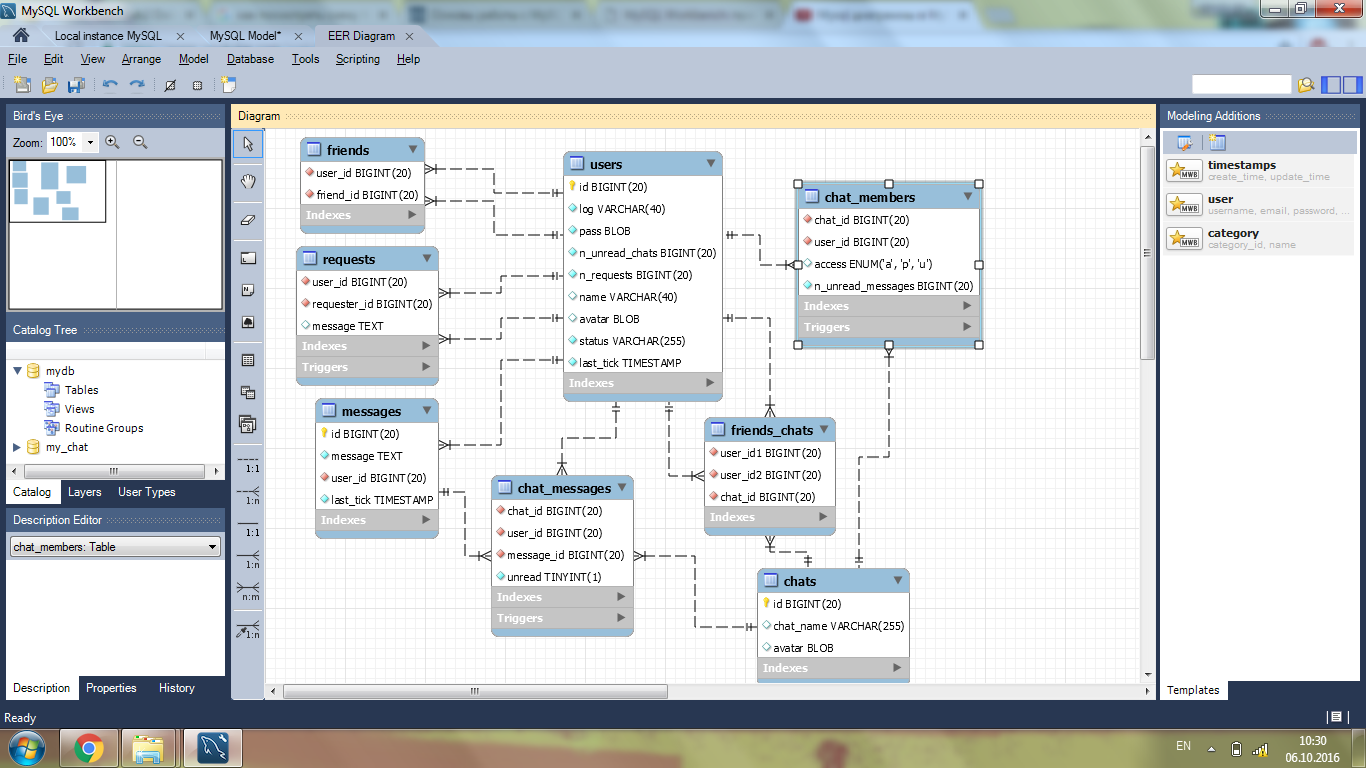 MySQL Workbench
Local instance MySQL
MySQL Model*
EER Diagram
File Edit View Arrange Model Database Tools Scripting Help
Bird's Eye
Zoom: 100%
Catalog Tree
mydb
Tables
Views
Routine Groups
my_chat
Catalog Layers User Types
Description Editor
chat_members: Table
Description Properties History
Ready
Diagram
1:1
1:n
1:1
1:n
n:m
1:n
friends
user_id BIGINT(20)
friend_id BIGINT(20)
Indexes
requests
user_id BIGINT(20)
requester_id BIGINT(20)
message TEXT
Indexes
Triggers
messages
id BIGINT(20)
message TEXT
user_id BIGINT(20)
last_tick TIMESTAMP
Indexes
users
id BIGINT(20)
log VARCHAR(40)
pass BLOB
n_unread_chats BIGINT(20)
n_requests BIGINT(20)
name VARCHAR(40)
avatar BLOB
status VARCHAR(255)
last_tick TIMESTAMP
Indexes
chat_messages
chat_id BIGINT(20)
user_id BIGINT(20)
message_id BIGINT(20)
unread TINYINT(1)
Indexes
Triggers
chat_members
chat_id BIGINT(20)
user_id BIGINT(20)
access ENUM('a', 'p', 'u')
n_unread_messages BIGINT(20)
Indexes
Triggers
friends_chats
user_id1 BIGINT(20)
user_id2 BIGINT(20)
chat_id BIGINT(20)
Indexes
chats
id BIGINT(20)
chat_name VARCHAR(255)
avatar BLOB
Indexes
Modeling Additions
MWB
timestamps
create_time, update_time
MWB
user
username, email, password, ...
MWB
category
category_id, name
Templates
EN
10:30
06.10.2016